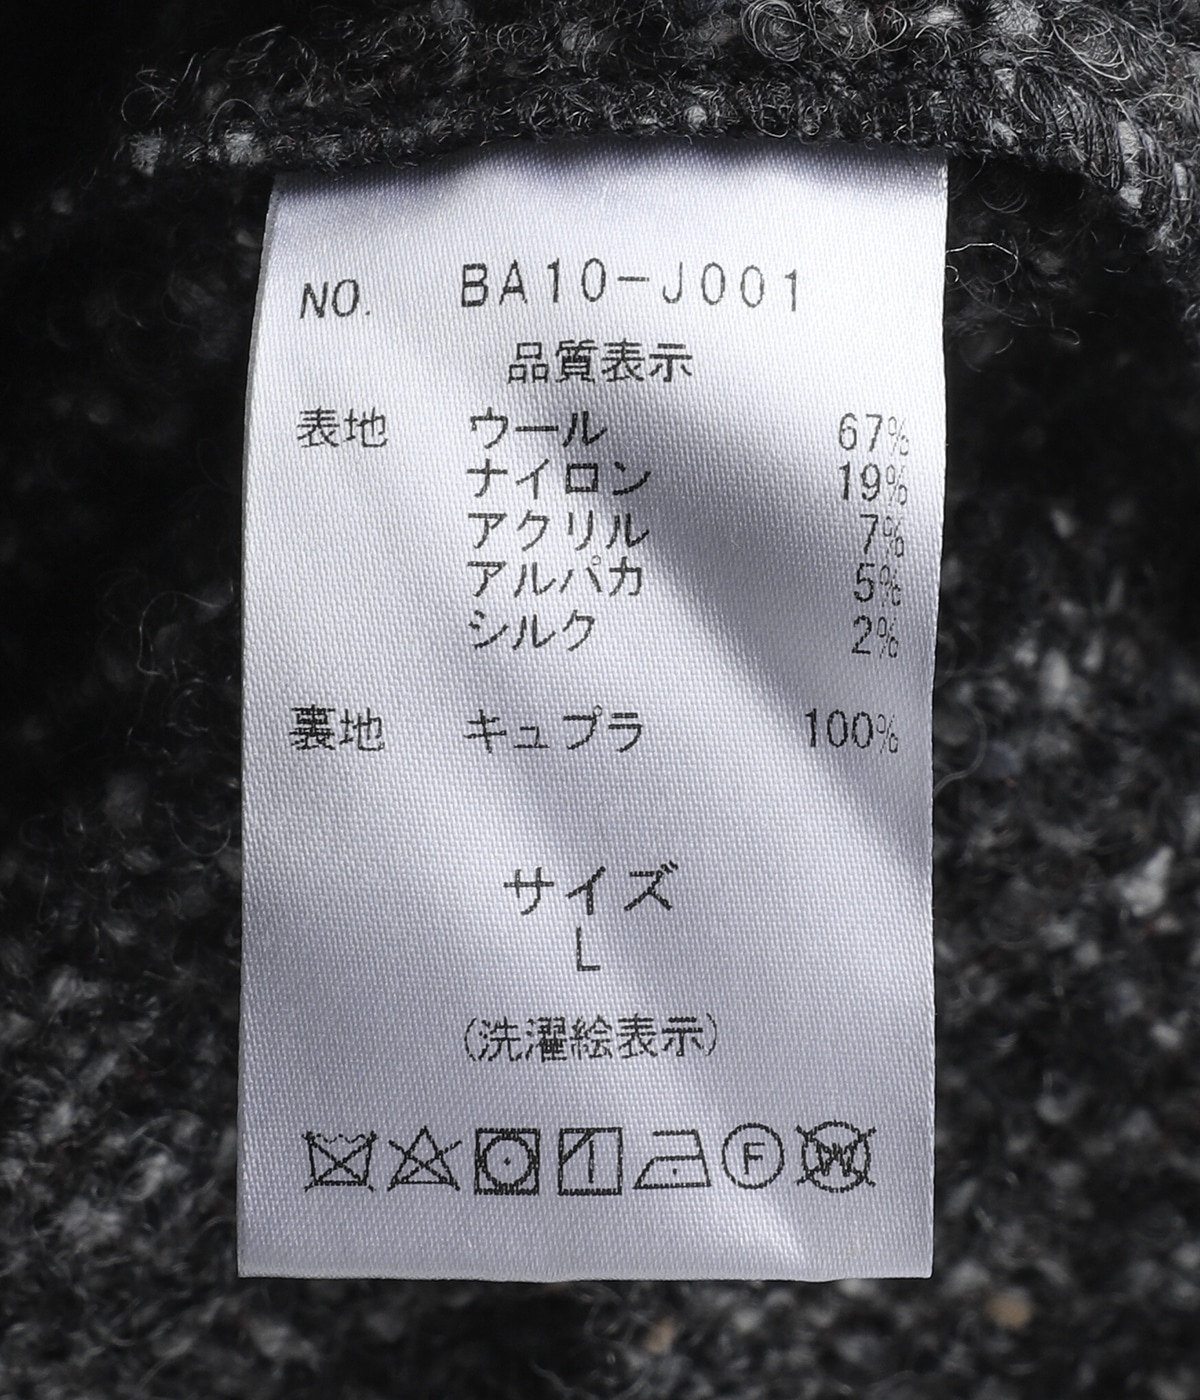 NO. BA10-J001
品質表示
表地 ウール 67%
ナイロン 19%
アクリル 7%
アルパカ 5%
シルク 2%
裏地 キュプラ 100%
サイズ
L
(洗濯絵表示)
F W